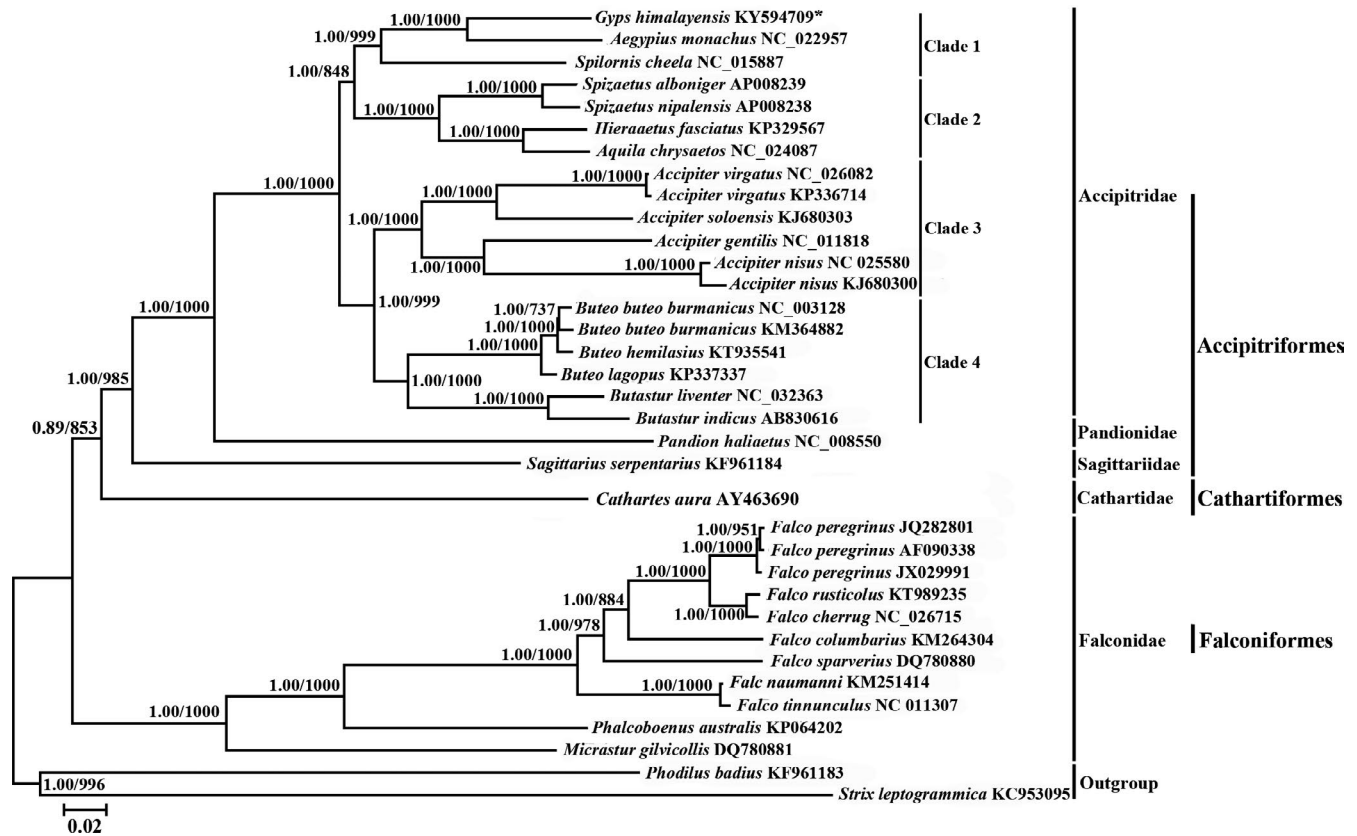 Gyps himalayensis KY594709*
1.00/1000
Aegypius monachus NC_022957
1.00/999
Clade 1
Spilornis cheela NC_015887
1.00/848
Spizaetus alboniger AP008239
1.00/1000
Spizaetus nipalensis AP008238
1.00/1000
Clade 2
Hieraaetus fasciatus KP329567
1.00/1000
Aquila chrysaetos NC_024087
1.00/1000
Accipiter virgatus NC_026082
1.00/1000
Accipiter virgatus KP336714
Accipitridae
1.00/1000
Accipiter soloensis KJ680303
1.00/1000
Clade 3
Accipiter gentilis NC_011818
1.00/1000
Accipiter nisus NC 025580
1.00/1000
Accipiter nisus KJ680300
1.00/999
1.00/1000
Buteo buteo burmanicus NC_003128
1.00/737
Buteo buteo burmanicus KM364882
1.00/1000
Accipitriformes
Buteo hemilasius KT935541
1.00/1000
Clade 4
Buteo lagopus KP337337
1.00/1000
1.00/985
Butastur liventer NC_032363
1.00/1000
Butastur indicus AB830616
0.89/853
Pandion haliaetus NC_008550
Pandionidae
Sagittarius serpentarius KF961184
Sagittariidae
Cathartes aura AY463690
Cathartidae
Cathartiformes
Falco peregrinus JQ282801
1.00/951
Falco peregrinus AF090338
1.00/1000
Falco peregrinus JX029991
1.00/1000
Falco rusticolus KT989235
1.00/884
Falco cherrug NC_026715
1.00/1000
Falco columbarius KM264304
1.00/978
Falconidae
Falconiformes
Falco sparverius DQ780880
1.00/1000
Falc naumanni KM251414
1.00/1000
1.00/1000
Falco tinnunculus NC 011307
1.00/1000
Phalcoboenus australis KP064202
Micrastur gilvicollis DQ780881
Phodilus badius KF961183
1.00/996
Outgroup
Strix leptogrammica KC953095
0.02